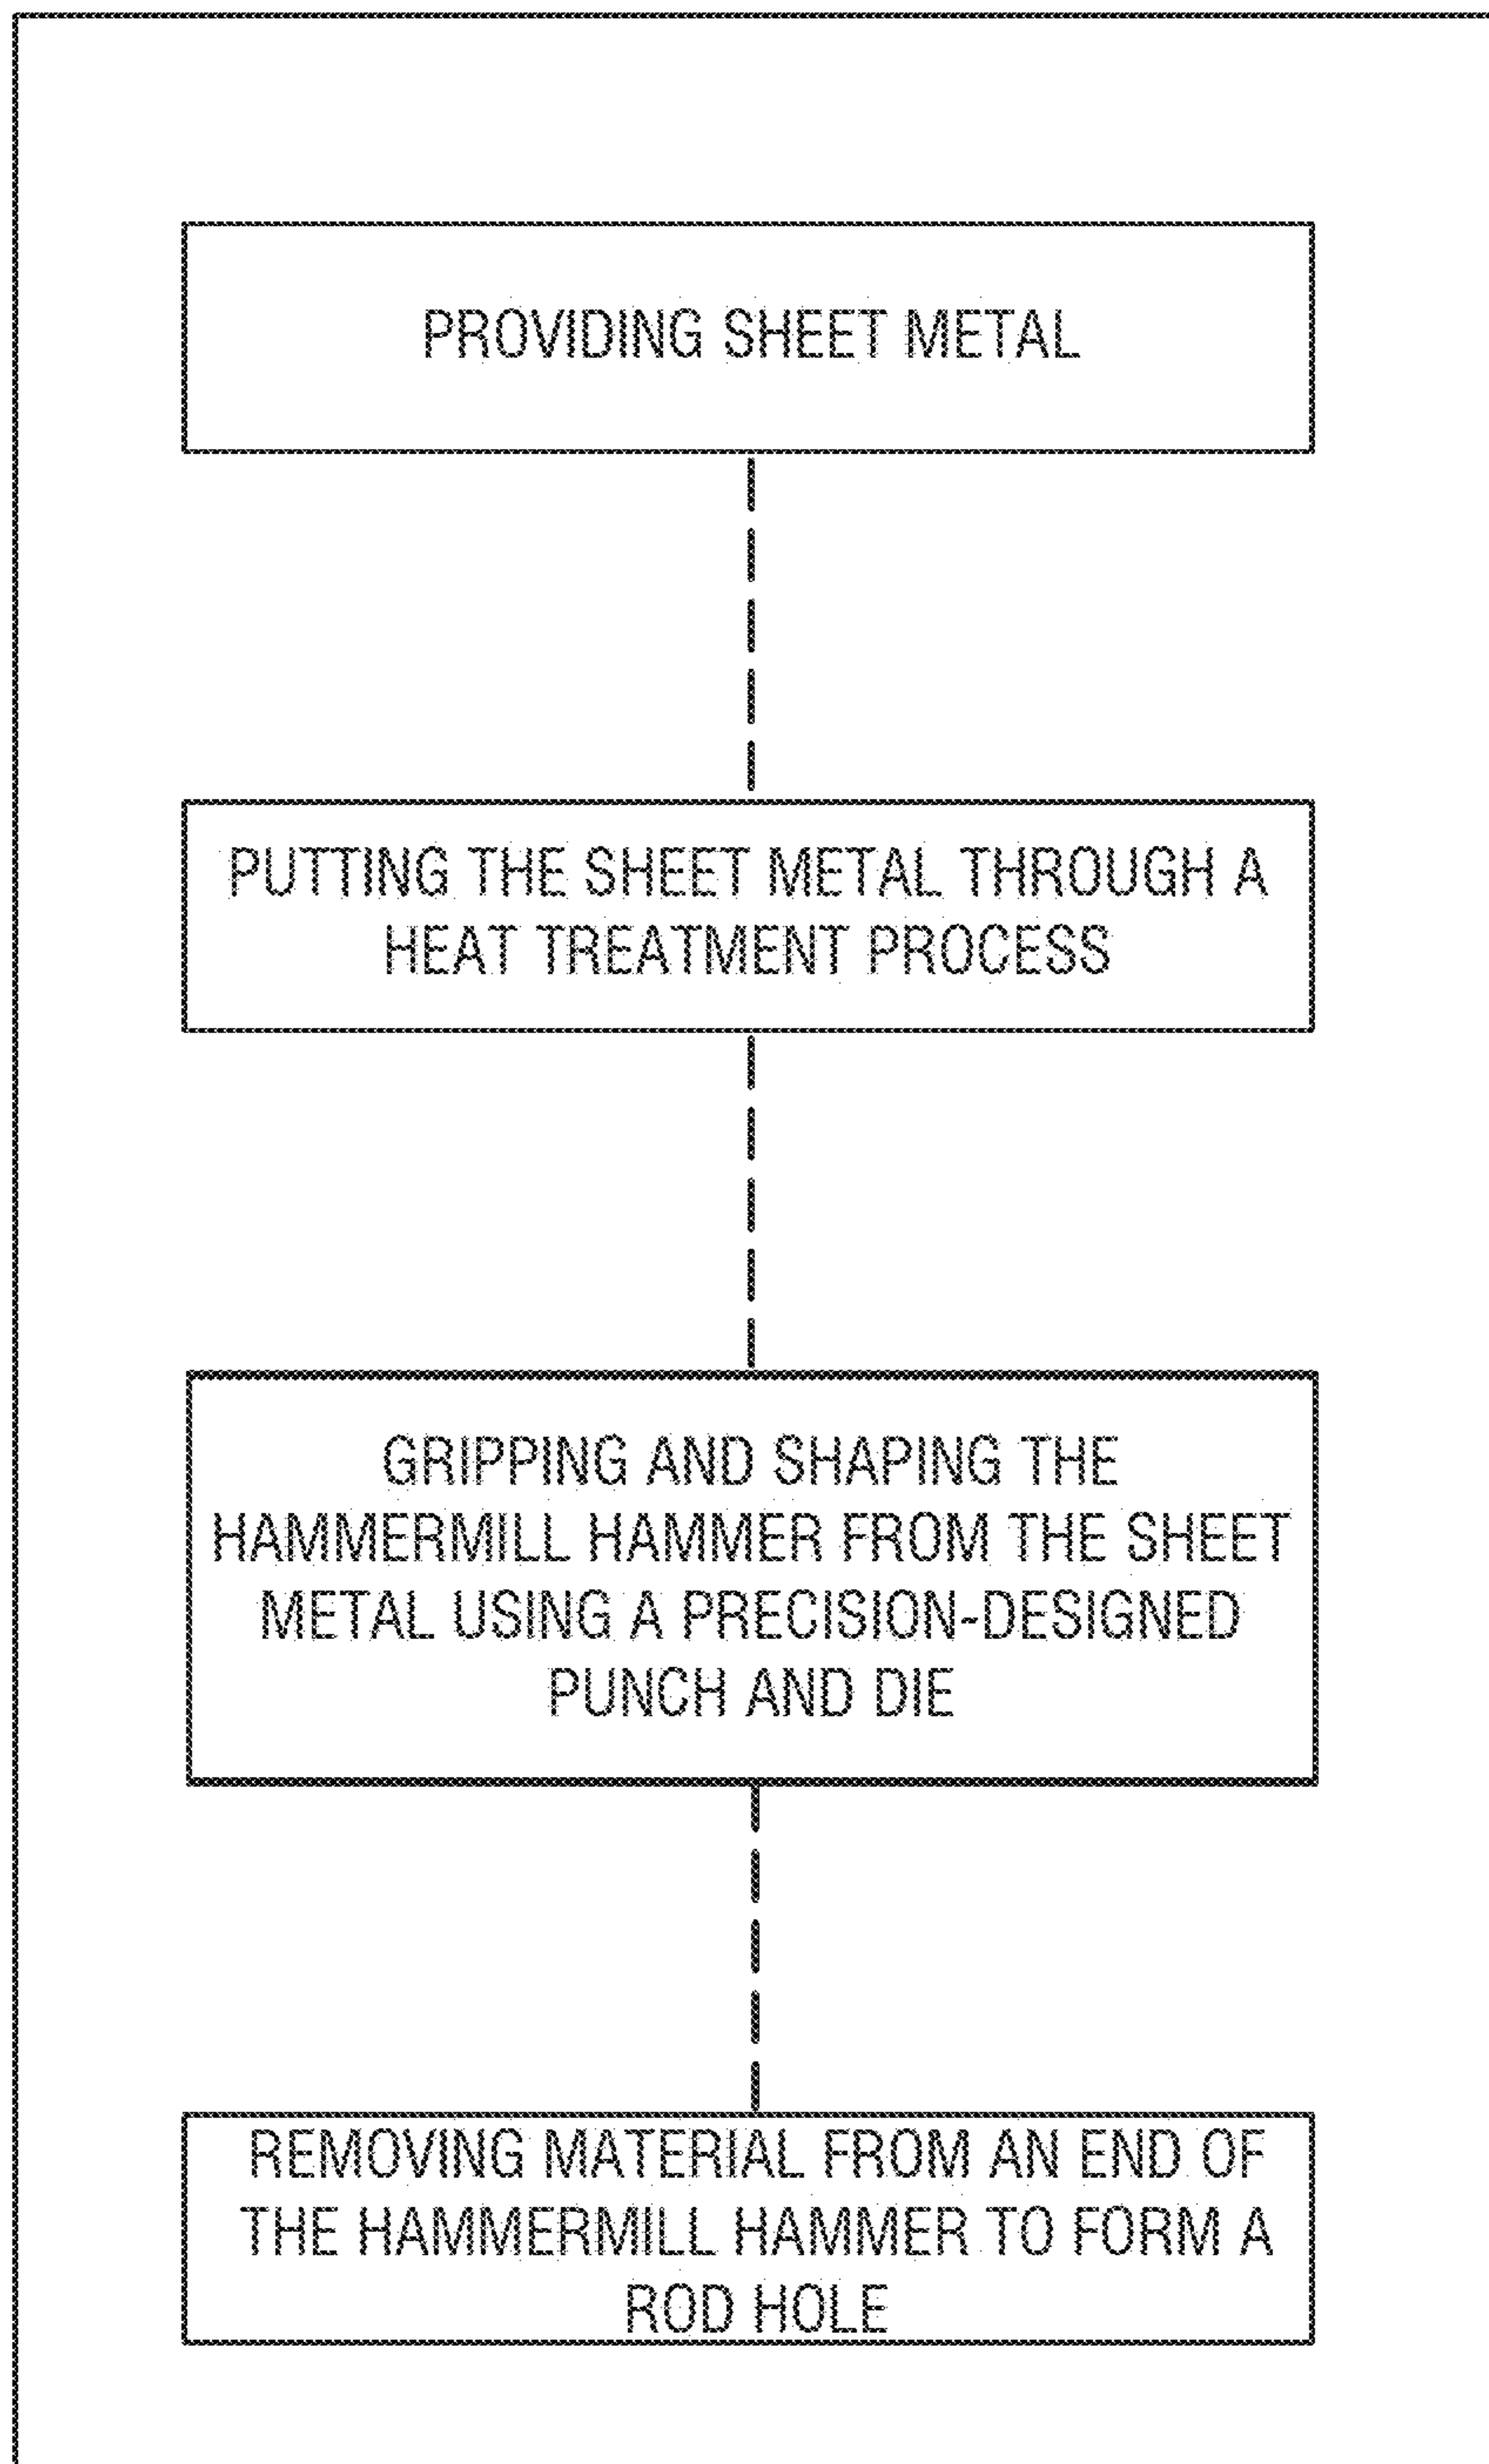 PROVIDING SHEET METAL
PUTTING THE SHEET METAL THROUGH A
HEAT TREATMENT PROCESS
GRIPPING AND SHAPING THE
HAMMERMILL HAMMER FROM THE SHEET
METAL USING A PRECISION-DESIGNED
PUNCH AND DIE
REMOVING MATERIAL FROM AN END OF
THE HAMMERMILL HAMMER TO FORM A
ROD HOLE